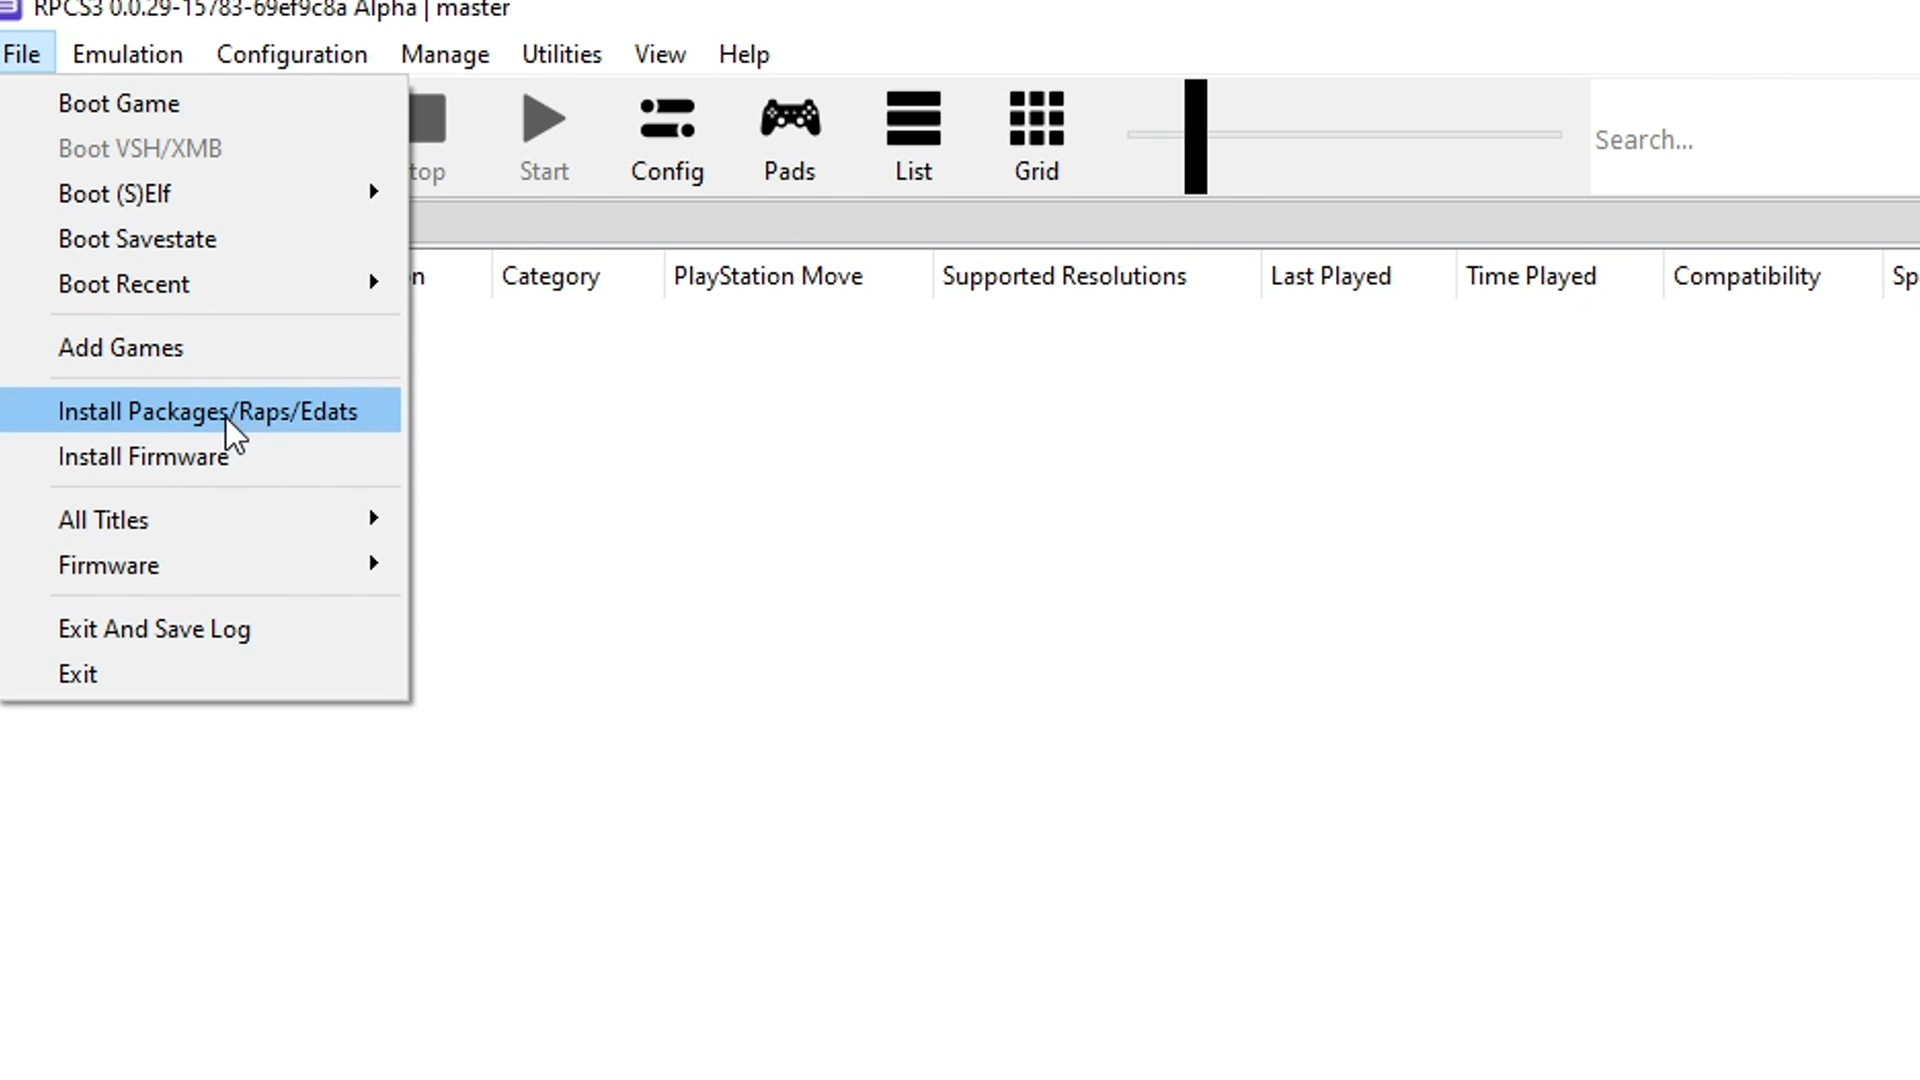 RPCS3 0.0.29-15783-69ef9c8a Alpha | master
File Emulation Configuration Manage Utilities View Help
Boot Game
Boot VSH/XMB
Boot (S)Elf
Boot Savestate
Boot Recent
Add Games
Install Packages/Raps/Edats
Install Firmware
All Titles
Firmware
Exit And Save Log
Exit
top Start Config Pads List Grid
Search...
n Category PlayStation Move Supported Resolutions Last Played Time Played Compatibility Sp